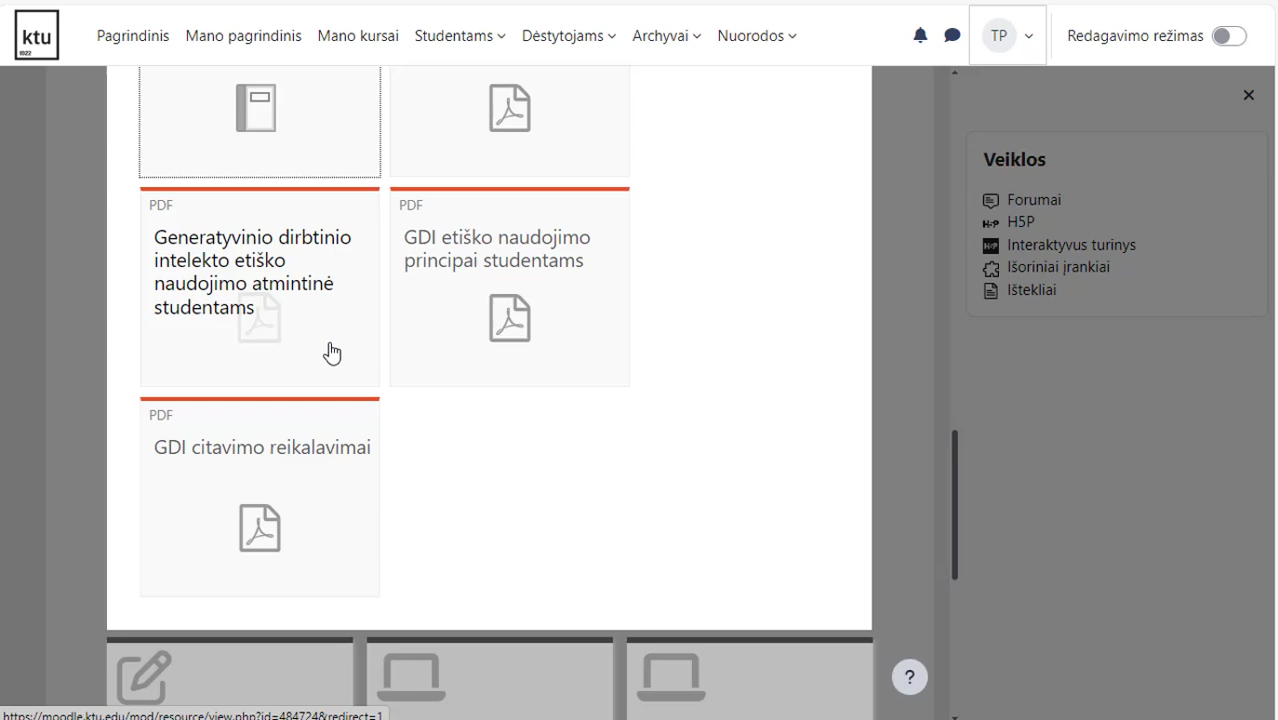 ktu
1922
Pagrindinis
Mano pagrindinis
Mano kursai
Studentams
Dėstytojams
Archyvai
Nuorodos
TP
Redagavimo režimas
PDF
Generatyvinio dirbtinio
intelekto etiško
naudojimo atmintinė
studentams
PDF
GDI etiško naudojimo
principai studentams
PDF
GDI citavimo reikalavimai
Veiklos
Forumai
H5P
H5P
H5P
Interaktyvus turinys
Išoriniai įrankiai
Ištekliai
?
https://moodle.ktu.edu/mod/resource/view.php?id=484724&redirect=1